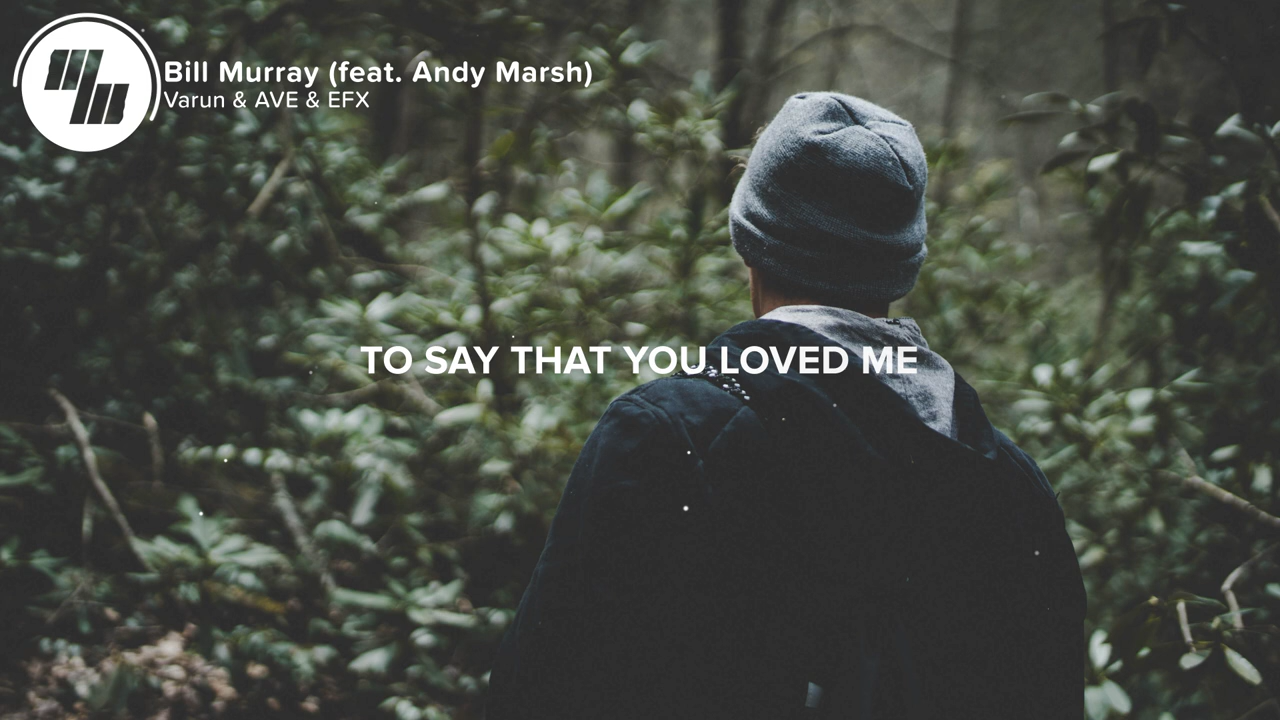 Bill Murray (feat. Andy Marsh)
Varun & AVE & EFX
TO SAY THAT YOU LOVED ME